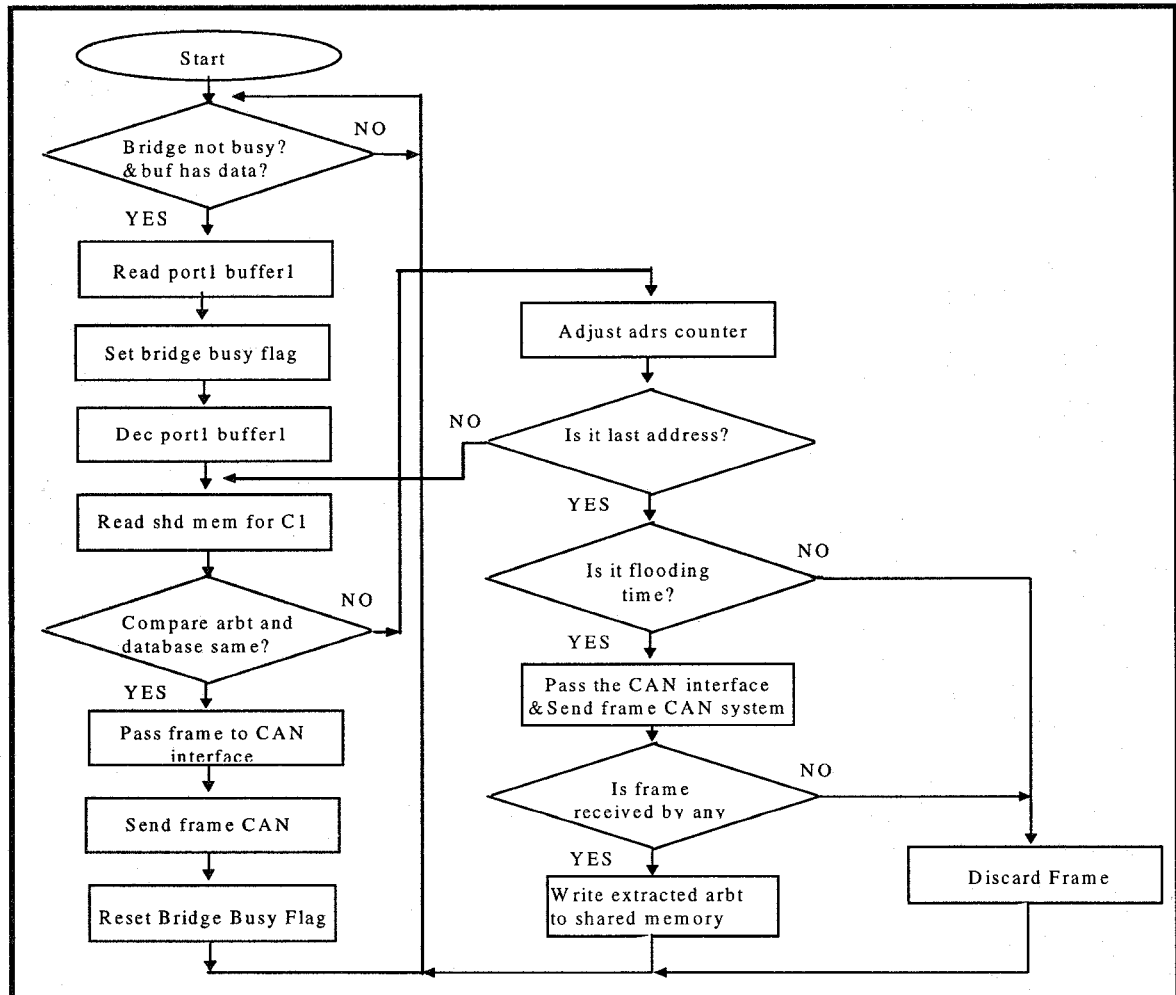 Start
NO
Bridge not busy?
&buf has data?
YES
Read port1 buffer1
Set bridge busy flag
Dec port1 buffer1
Read shd mem for C1
NO
Compare arbt and
database same?
YES
Pass frame to CAN
interface
Send frame CAN
Reset Bridge Busy Flag
Adjust adrs counter
NO
Is it last address?
YES
NO
Is it flooding
time?
YES
Pass the CAN interface
&Send frame CAN system
NO
Is frame
received by any
YES
Write extracted arbt
to shared memory
Discard Frame